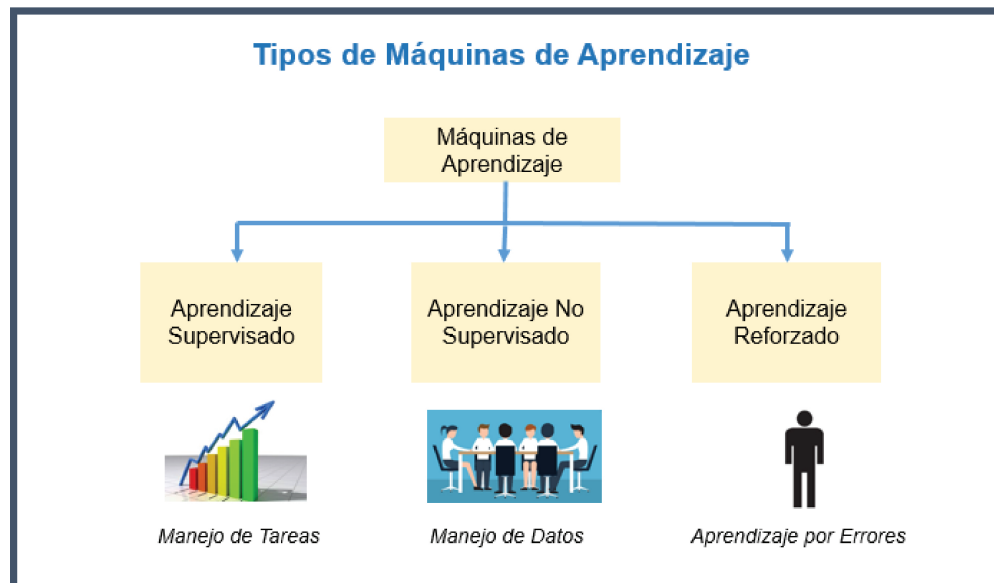 Tipos de Máquinas de Aprendizaje
Máquinas de
Aprendizaje
Aprendizaje
Supervisado
Aprendizaje No
Supervisado
Aprendizaje
Reforzado
Manejo de Tareas
Manejo de Datos
Aprendizaje por Errores